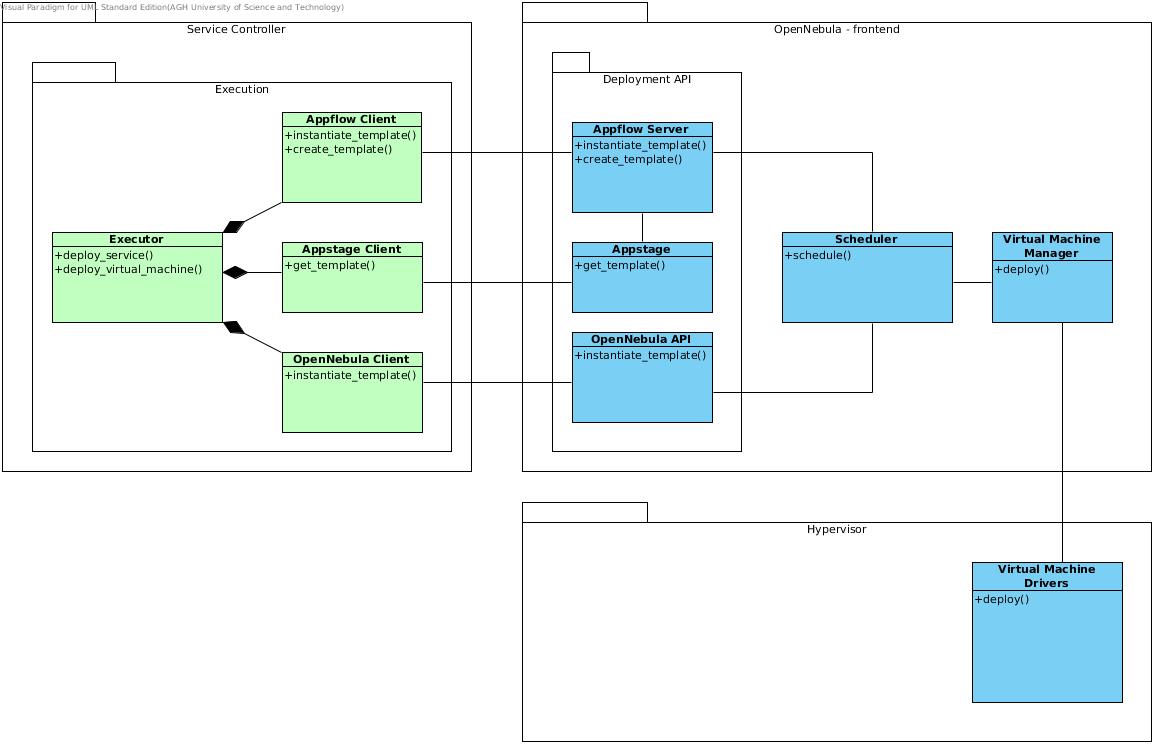 Visual Paradigm for UML Standard Edition(AGH University of Science and Technology)
Service Controller
Execution
Appflow Client
+instantiate_template()
+create_template()
Executor
+deploy_service()
+deploy_virtual_machine()
Appstage Client
+get_template()
OpenNebula Client
+instantiate_template()
OpenNebula - frontend
Deployment API
Appflow Server
+instantiate_template()
+create_template()
Appstage
+get_template()
OpenNebula API
+instantiate_template()
Scheduler
+schedule()
Virtual Machine
Manager
+deploy()
Hypervisor
Virtual Machine
Drivers
+deploy()